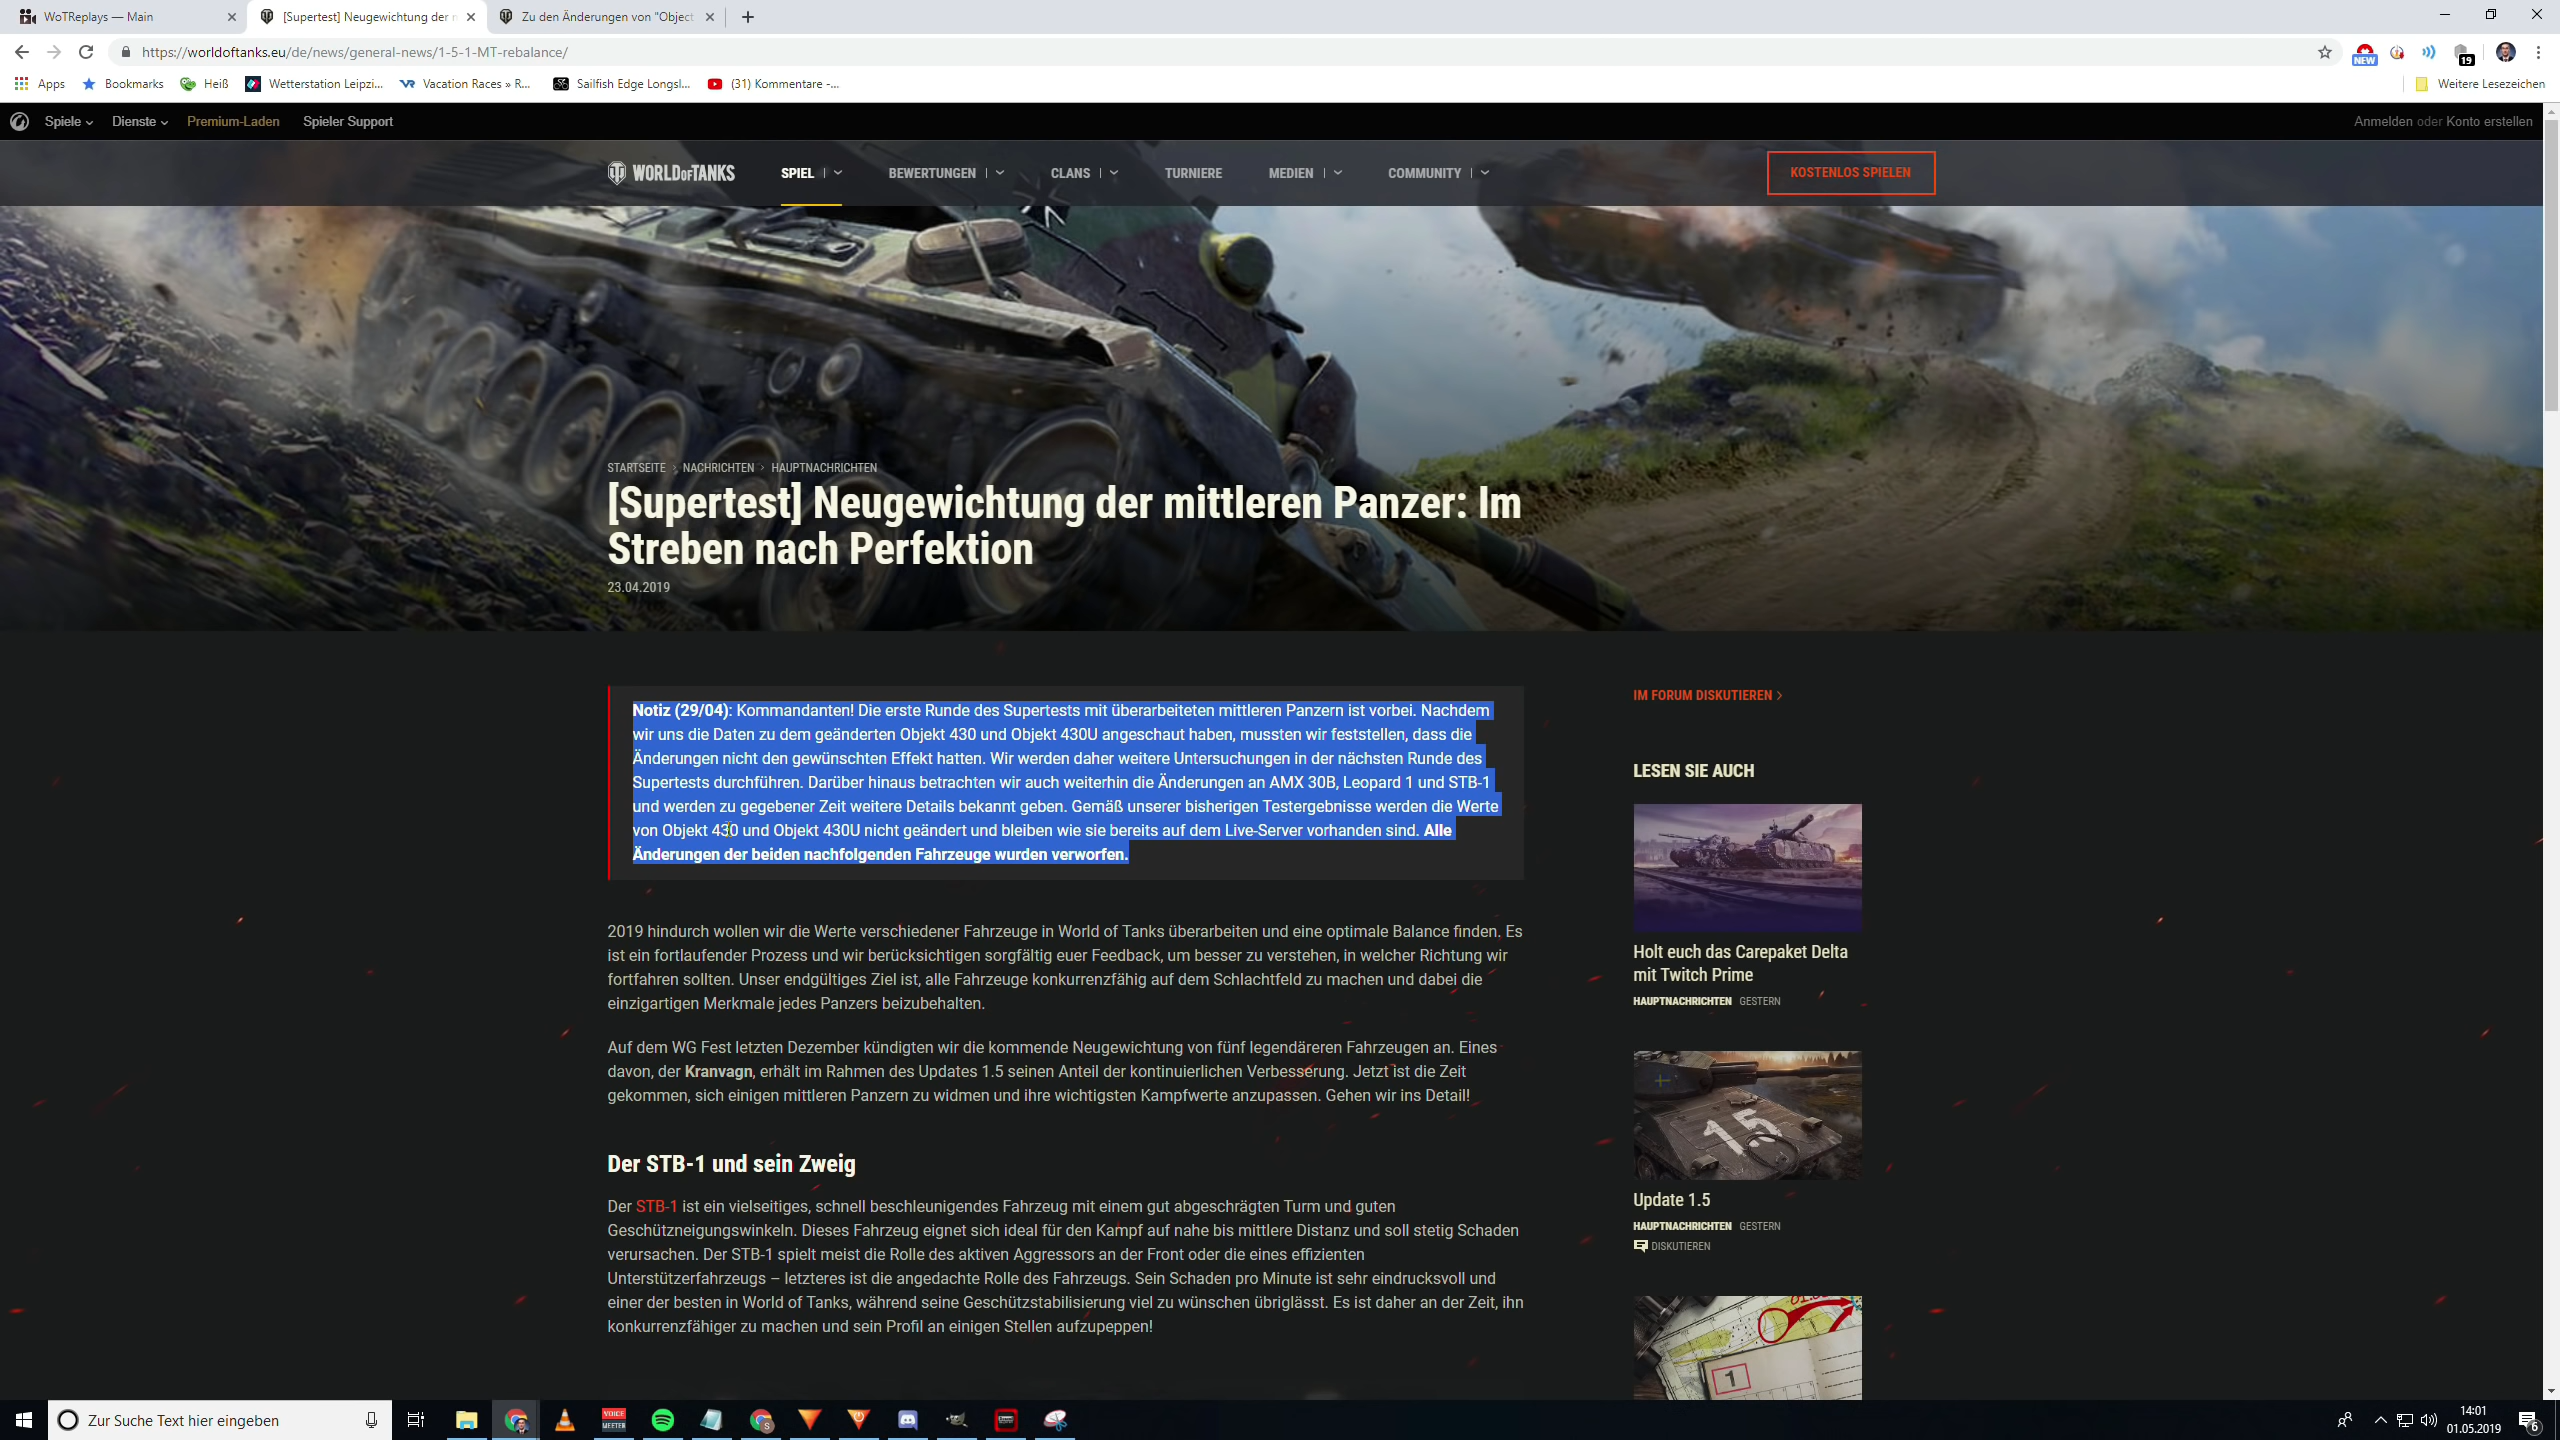 WoTReplays — Main
[Supertest] Neugewichtung der m
Zu den Änderungen von "Object
https://worldoftanks.eu/de/news/general-news/1-5-1-MT-rebalance/
NEW
19
Apps
Bookmarks
Heiß
Wetterstation Leipzi...
Vacation Races » R...
Sailfish Edge Longsl...
(31) Kommentare -...
Weitere Lesezeichen
Spiele
Dienste
Premium-Laden
Spieler Support
Anmelden oder Konto erstellen
WORLD OF TANKS
SPIEL
BEWERTUNGEN
CLANS
TURNIERE
MEDIEN
COMMUNITY
KOSTENLOS SPIELEN
STARTSEITE > NACHRICHTEN > HAUPTNACHRICHTEN
[Supertest] Neugewichtung der mittleren Panzer: Im
Streben nach Perfektion
23.04.2019
Notiz (29/04): Kommandanten! Die erste Runde des Supertests mit überarbeiteten mittleren Panzern ist vorbei. Nachdem
wir uns die Daten zu dem geänderten Objekt 430 und Objekt 430U angeschaut haben, mussten wir feststellen, dass die
Änderungen nicht den gewünschten Effekt hatten. Wir werden daher weitere Untersuchungen in der nächsten Runde des
Supertests durchführen. Darüber hinaus betrachten wir auch weiterhin die Änderungen an AMX 30B, Leopard 1 und STB-1
und werden zu gegebener Zeit weitere Details bekannt geben. Gemäß unserer bisherigen Testergebnisse werden die Werte
von Objekt 430 und Objekt 430U nicht geändert und bleiben wie sie bereits auf dem Live-Server vorhanden sind. Alle
Änderungen der beiden nachfolgenden Fahrzeuge wurden verworfen.
2019 hindurch wollen wir die Werte verschiedener Fahrzeuge in World of Tanks überarbeiten und eine optimale Balance finden. Es
ist ein fortlaufender Prozess und wir berücksichtigen sorgfältig euer Feedback, um besser zu verstehen, in welcher Richtung wir
fortfahren sollten. Unser endgültiges Ziel ist, alle Fahrzeuge konkurrenzfähig auf dem Schlachtfeld zu machen und dabei die
einzigartigen Merkmale jedes Panzers beizubehalten.
Auf dem WG Fest letzten Dezember kündigten wir die kommende Neugewichtung von fünf legendäreren Fahrzeugen an. Eines
davon, der Kranvagn, erhält im Rahmen des Updates 1.5 seinen Anteil der kontinuierlichen Verbesserung. Jetzt ist die Zeit
gekommen, sich einigen mittleren Panzern zu widmen und ihre wichtigsten Kampfwerte anzupassen. Gehen wir ins Detail!
Der STB-1 und sein Zweig
Der STB-1 ist ein vielseitiges, schnell beschleunigendes Fahrzeug mit einem gut abgeschrägten Turm und guten
Geschützneigungswinkeln. Dieses Fahrzeug eignet sich ideal für den Kampf auf nahe bis mittlere Distanz und soll stetig Schaden
verursachen. Der STB-1 spielt meist die Rolle des aktiven Aggressors an der Front oder die eines effizienten
Unterstützerfahrzeugs – letzteres ist die angedachte Rolle des Fahrzeugs. Sein Schaden pro Minute ist sehr eindrucksvoll und
einer der besten in World of Tanks, während seine Geschützstabilisierung viel zu wünschen übriglässt. Es ist daher an der Zeit, ihn
konkurrenzfähiger zu machen und sein Profil an einigen Stellen aufzupeppen!
IM FORUM DISKUTIEREN >
LESEN SIE AUCH
Holt euch das Carepaket Delta
mit Twitch Prime
HAUPTNACHRICHTEN GESTERN
15
Update 1.5
HAUPTNACHRICHTEN GESTERN
DISKUTIEREN
1
Zur Suche Text hier eingeben
VOICE
MEETER
14:01
01.05.2019
6